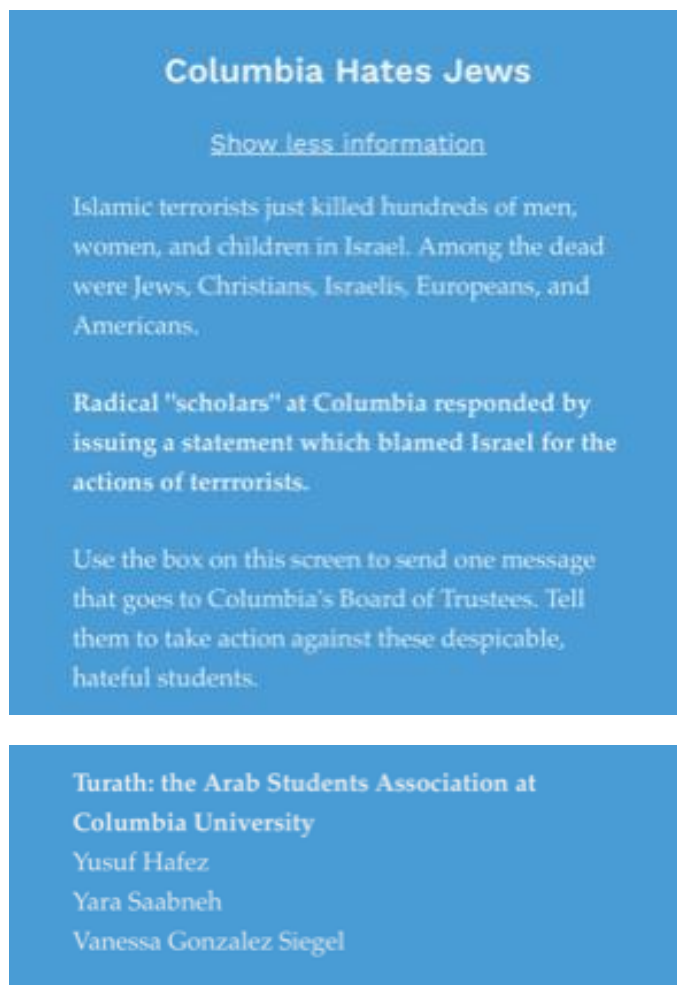 Columbia Hates Jews
Show less information
Islamic terrorists just killed hundreds of men,
women, and children in Israel. Among the dead
were Jews, Christians, Israelis, Europeans, and
Americans.
Radical "scholars" at Columbia responded by
issuing a statement which blamed Israel for the
actions of terrrorists.
Use the box on this screen to send one message
that goes to Columbia's Board of Trustees. Tell
them to take action against these despicable,
hateful students.
Turath: the Arab Students Association at
Columbia University
Yusuf Hafez
Yara Saabneh
Vanessa Gonzalez Siegel